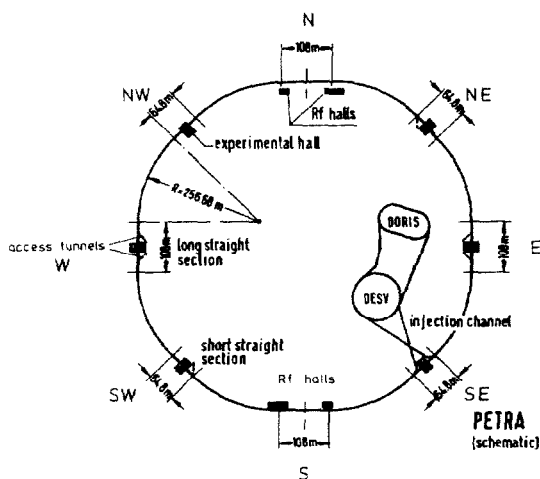 N
108m
NW
64.8m
NE
64.8m
Rf halls
experimental hall
R=256.68m
access tunnels
W
108m
long straight
section
DORIS
108m
E
DESY
injection channel
short straight
section
SW
64.8m
Rf halls
108m
S
64.8m
SE
PETRA
(schematic)